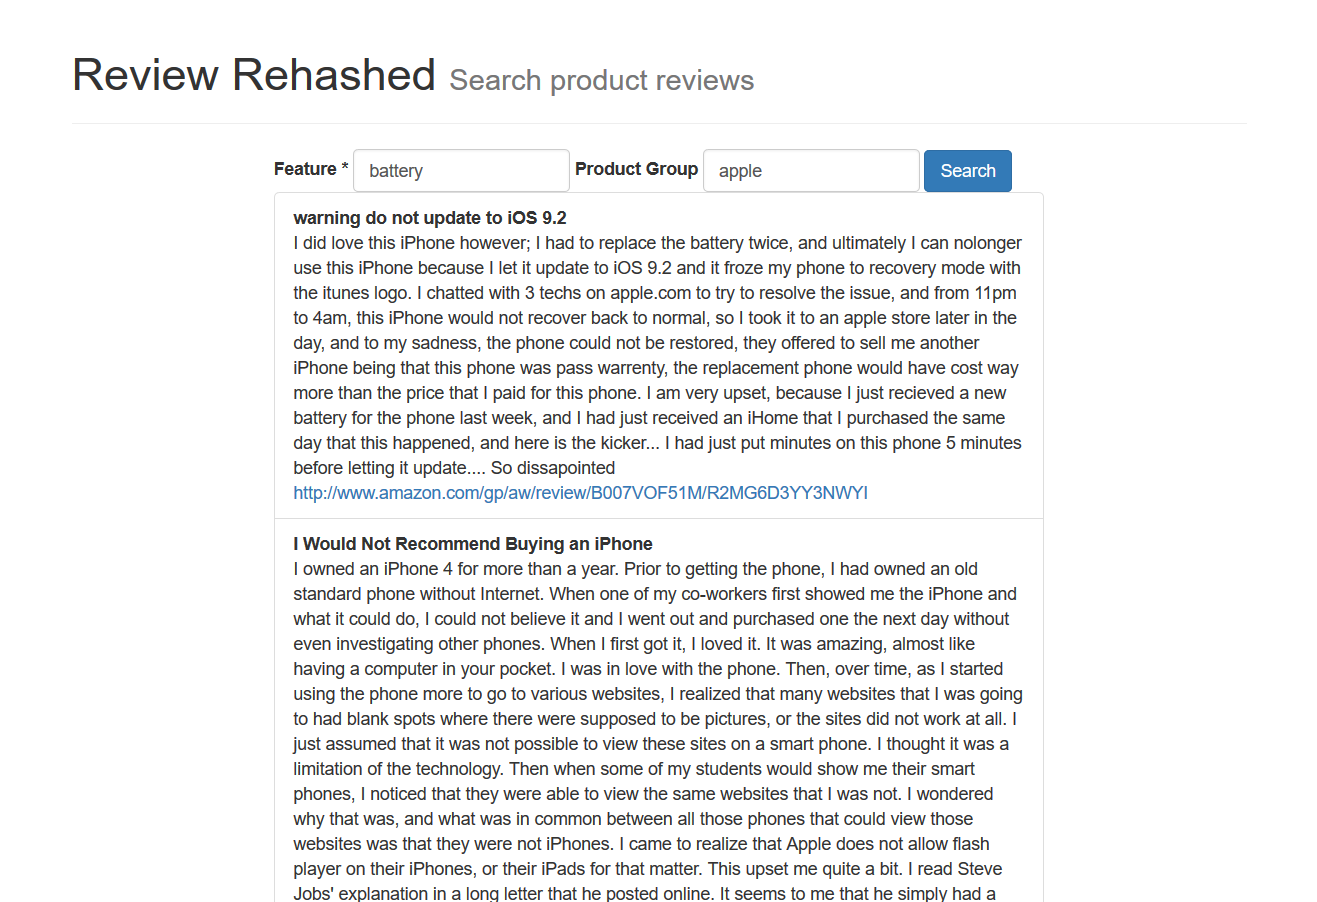 Review Rehashed Search product reviews
Feature * battery Product Group apple Search
warning do not update to iOS 9.2
I did love this iPhone however; I had to replace the battery twice, and ultimately I can nolonger
use this iPhone because I let it update to iOS 9.2 and it froze my phone to recovery mode with
the itunes logo. I chatted with 3 techs on apple.com to try to resolve the issue, and from 11pm
to 4am, this iPhone would not recover back to normal, so I took it to an apple store later in the
day, and to my sadness, the phone could not be restored, they offered to sell me another
iPhone being that this phone was pass warrenty, the replacement phone would have cost way
more than the price that I paid for this phone. I am very upset, because I just recieved a new
battery for the phone last week, and I had just received an iHome that I purchased the same
day that this happened, and here is the kicker... I had just put minutes on this phone 5 minutes
before letting it update.... So dissapointed
http://www.amazon.com/gp/aw/review/B007VOF51M/R2MG6D3YY3NWYI
I Would Not Recommend Buying an iPhone
I owned an iPhone 4 for more than a year. Prior to getting the phone, I had owned an old
standard phone without Internet. When one of my co-workers first showed me the iPhone and
what it could do, I could not believe it and I went out and purchased one the next day without
even investigating other phones. When I first got it, I loved it. It was amazing, almost like
having a computer in your pocket. I was in love with the phone. Then, over time, as I started
using the phone more to go to various websites, I realized that many websites that I was going
to had blank spots where there were supposed to be pictures, or the sites did not work at all. I
just assumed that it was not possible to view these sites on a smart phone. I thought it was a
limitation of the technology. Then when some of my students would show me their smart
phones, I noticed that they were able to view the same websites that I was not. I wondered
why that was, and what was in common between all those phones that could view those
websites was that they were not iPhones. I came to realize that Apple does not allow flash
player on their iPhones, or their iPads for that matter. This upset me quite a bit. I read Steve
Jobs' explanation in a long letter that he posted online. It seems to me that he simply had a